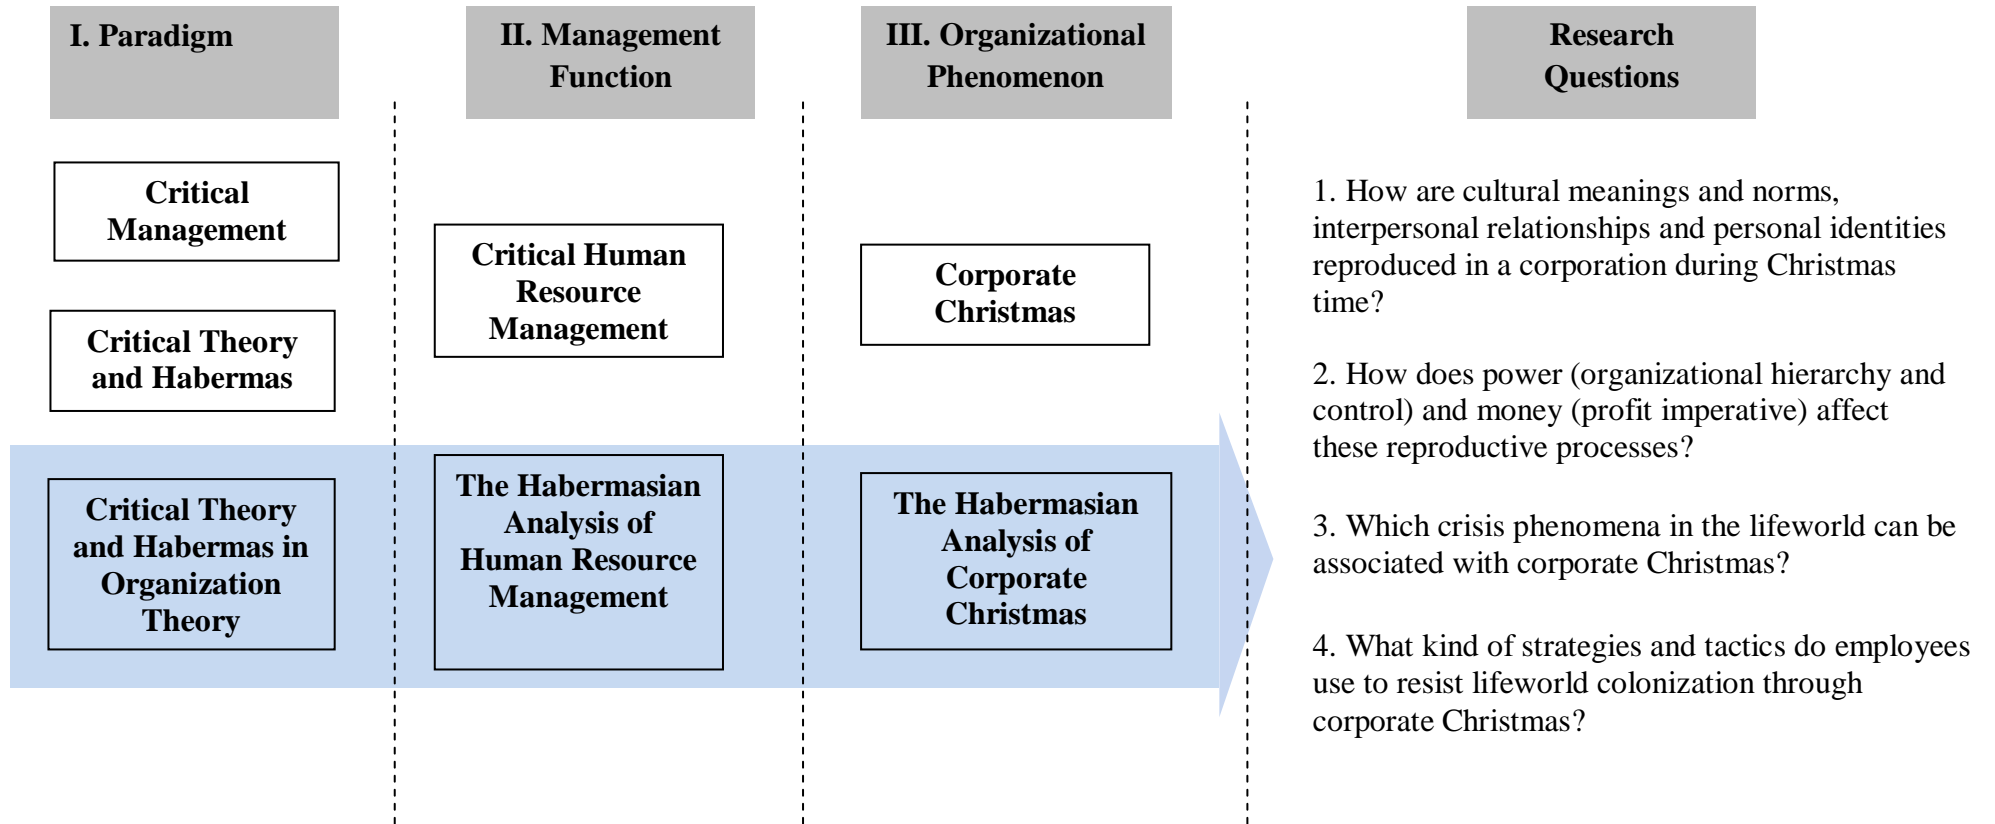 I. Paradigm
II. Management
Function
III. Organizational
Phenomenon
Research
Questions
Critical
Management
Critical Theory
and Habermas
Critical Theory
and Habermas in
Organization
Theory
Critical Human
Resource
Management
The Habermasian
Analysis of
Human Resource
Management
Corporate
Christmas
The Habermasian
Analysis of
Corporate
Christmas
1. How are cultural meanings and norms,
interpersonal relationships and personal identities
reproduced in a corporation during Christmas
time?
2. How does power (organizational hierarchy and
control) and money (profit imperative) affect
these reproductive processes?
3. Which crisis phenomena in the lifeworld can be
associated with corporate Christmas?
4. What kind of strategies and tactics do employees
use to resist lifeworld colonization through
corporate Christmas?